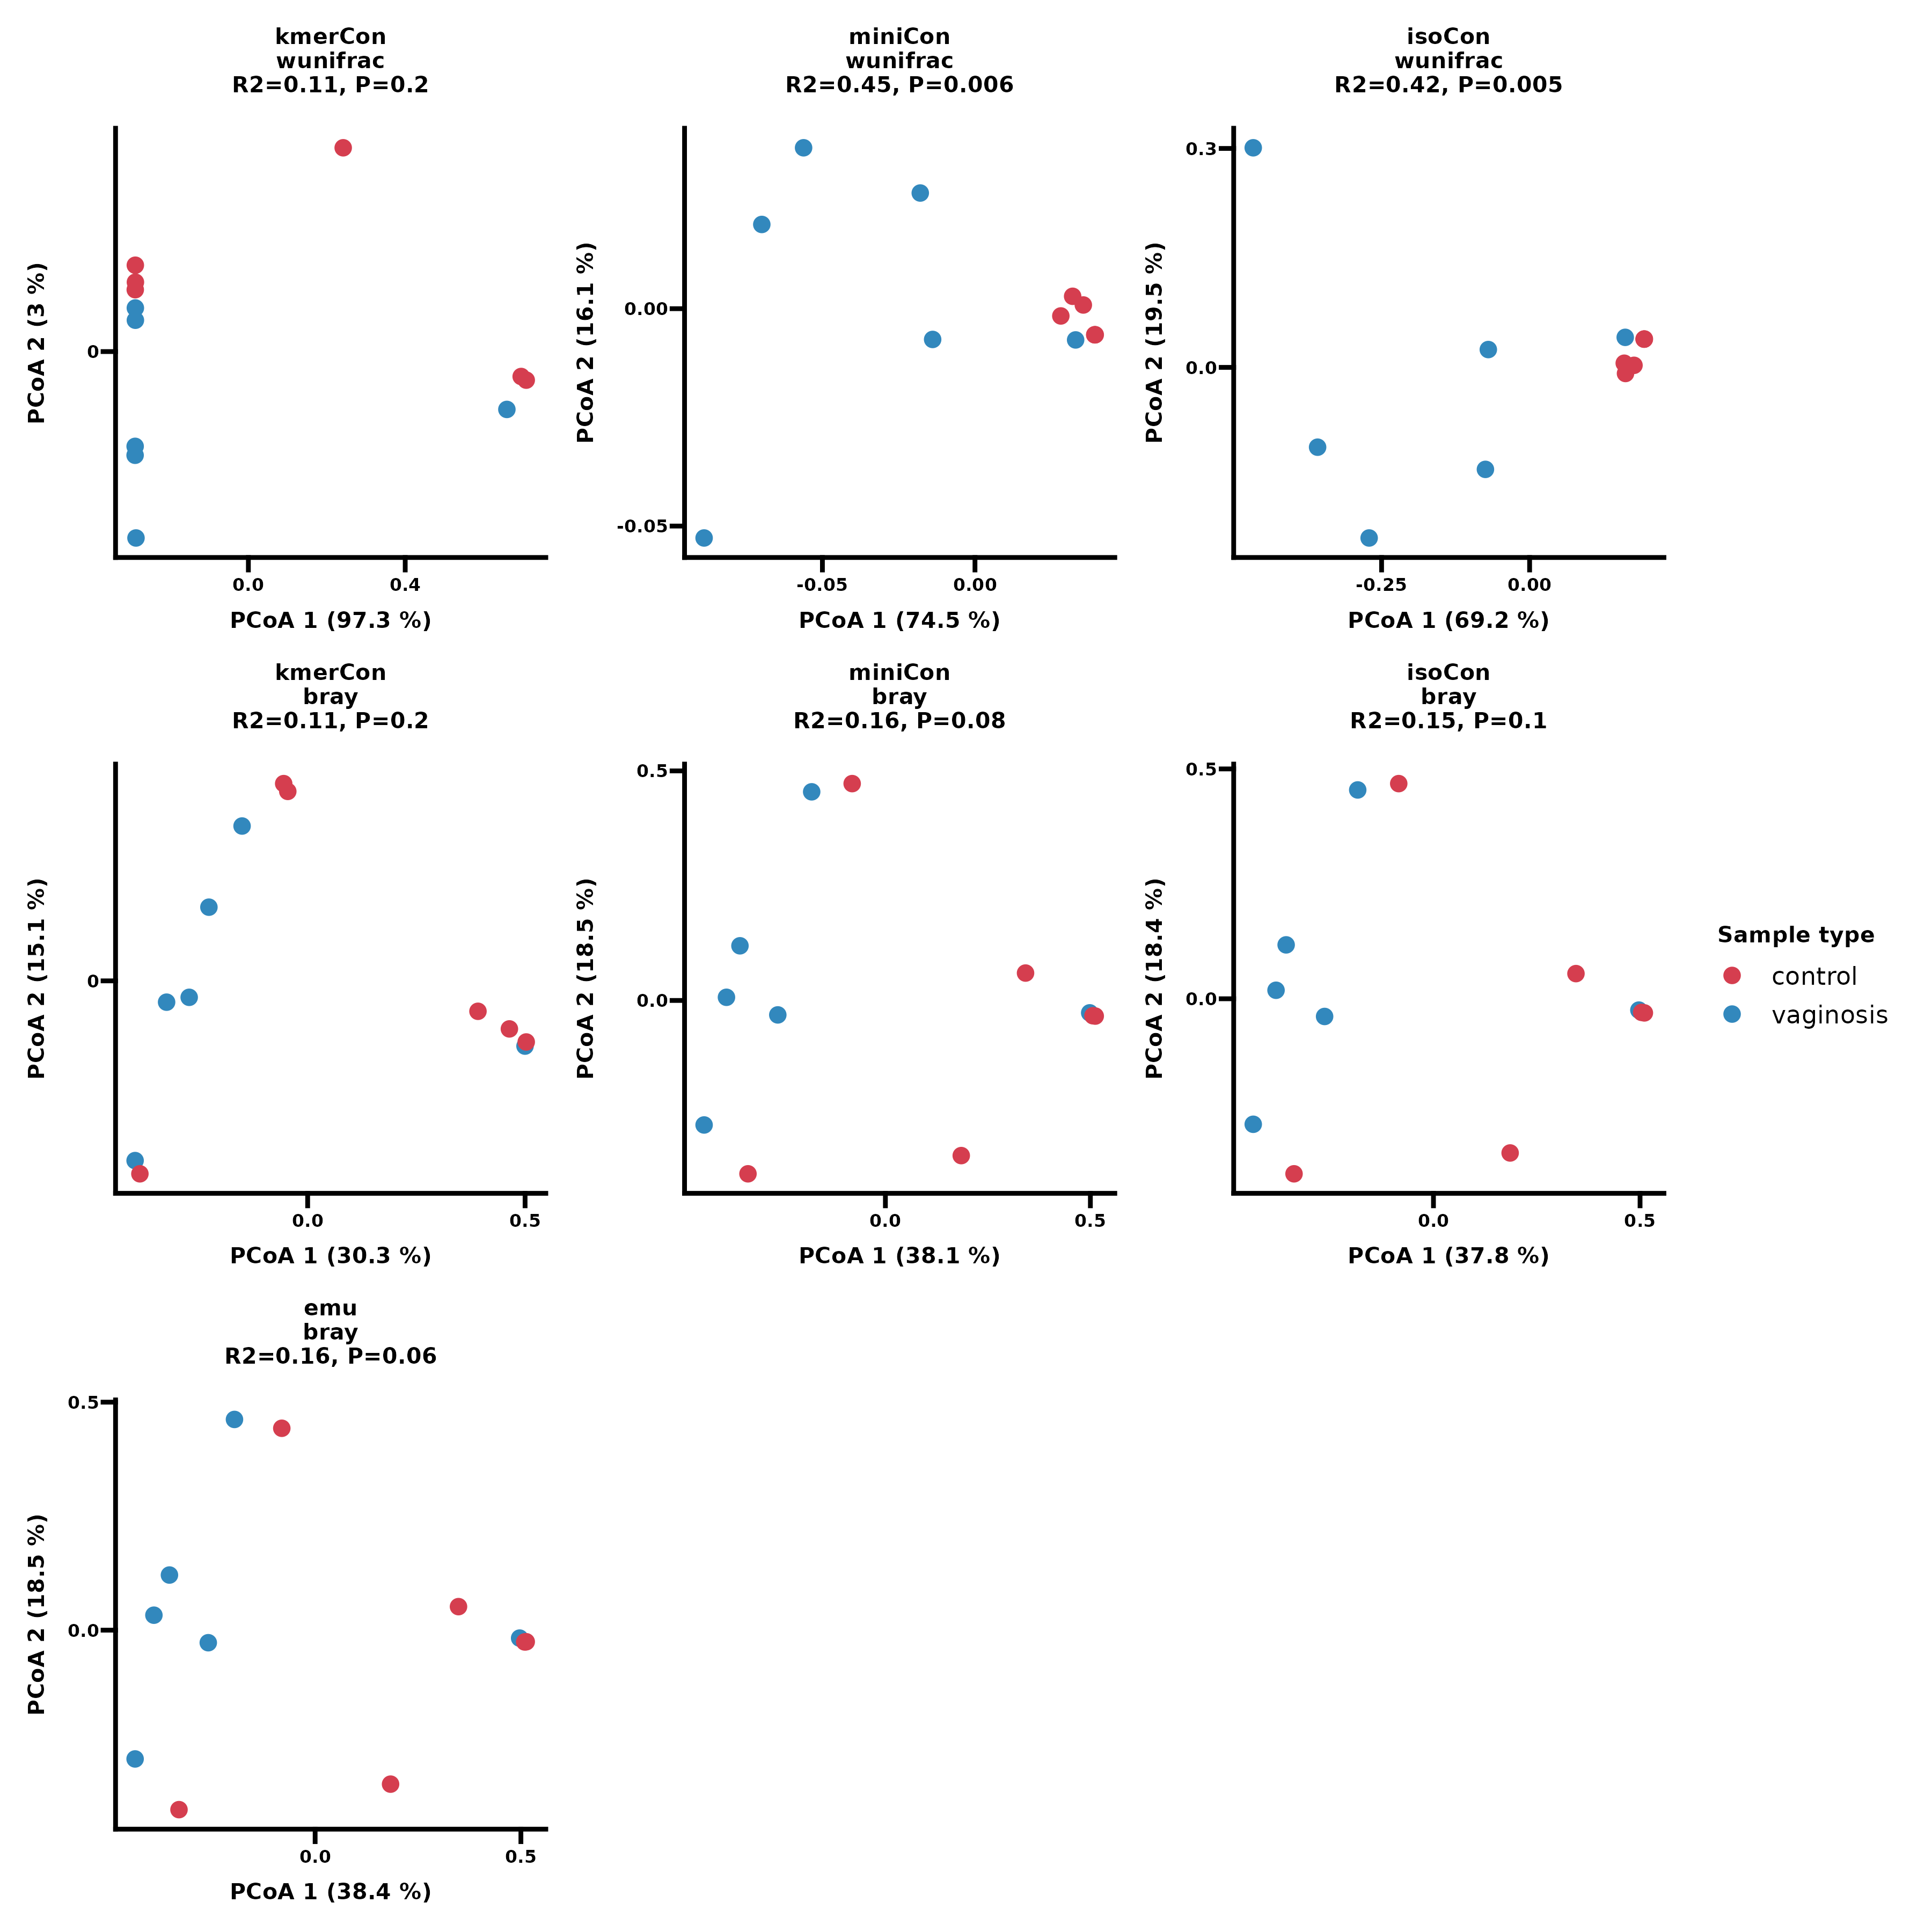 kmerCon
wunifrac
R2=0.11, P=0.2
PCoA 2 (3 %)
0
0.0
0.4
PCoA 1 (97.3 %)
miniCon
wunifrac
R2=0.45, P=0.006
PCoA 2 (16.1 %)
0.00
-0.05
-0.05
0.00
PCoA 1 (74.5 %)
isoCon
wunifrac
R2=0.42, P=0.005
PCoA 2 (19.5 %)
0.3
0.0
-0.25
0.00
PCoA 1 (69.2 %)
kmerCon
bray
R2=0.11, P=0.2
PCoA 2 (15.1 %)
0
0.0
0.5
PCoA 1 (30.3 %)
miniCon
bray
R2=0.16, P=0.08
PCoA 2 (18.5 %)
0.5
0.0
0.0
0.5
PCoA 1 (38.1 %)
isoCon
bray
R2=0.15, P=0.1
PCoA 2 (18.4 %)
0.5
0.0
0.0
0.5
PCoA 1 (37.8 %)
Sample type
control
vaginosis
emu
bray
R2=0.16, P=0.06
PCoA 2 (18.5 %)
0.5
0.0
0.0
0.5
PCoA 1 (38.4 %)